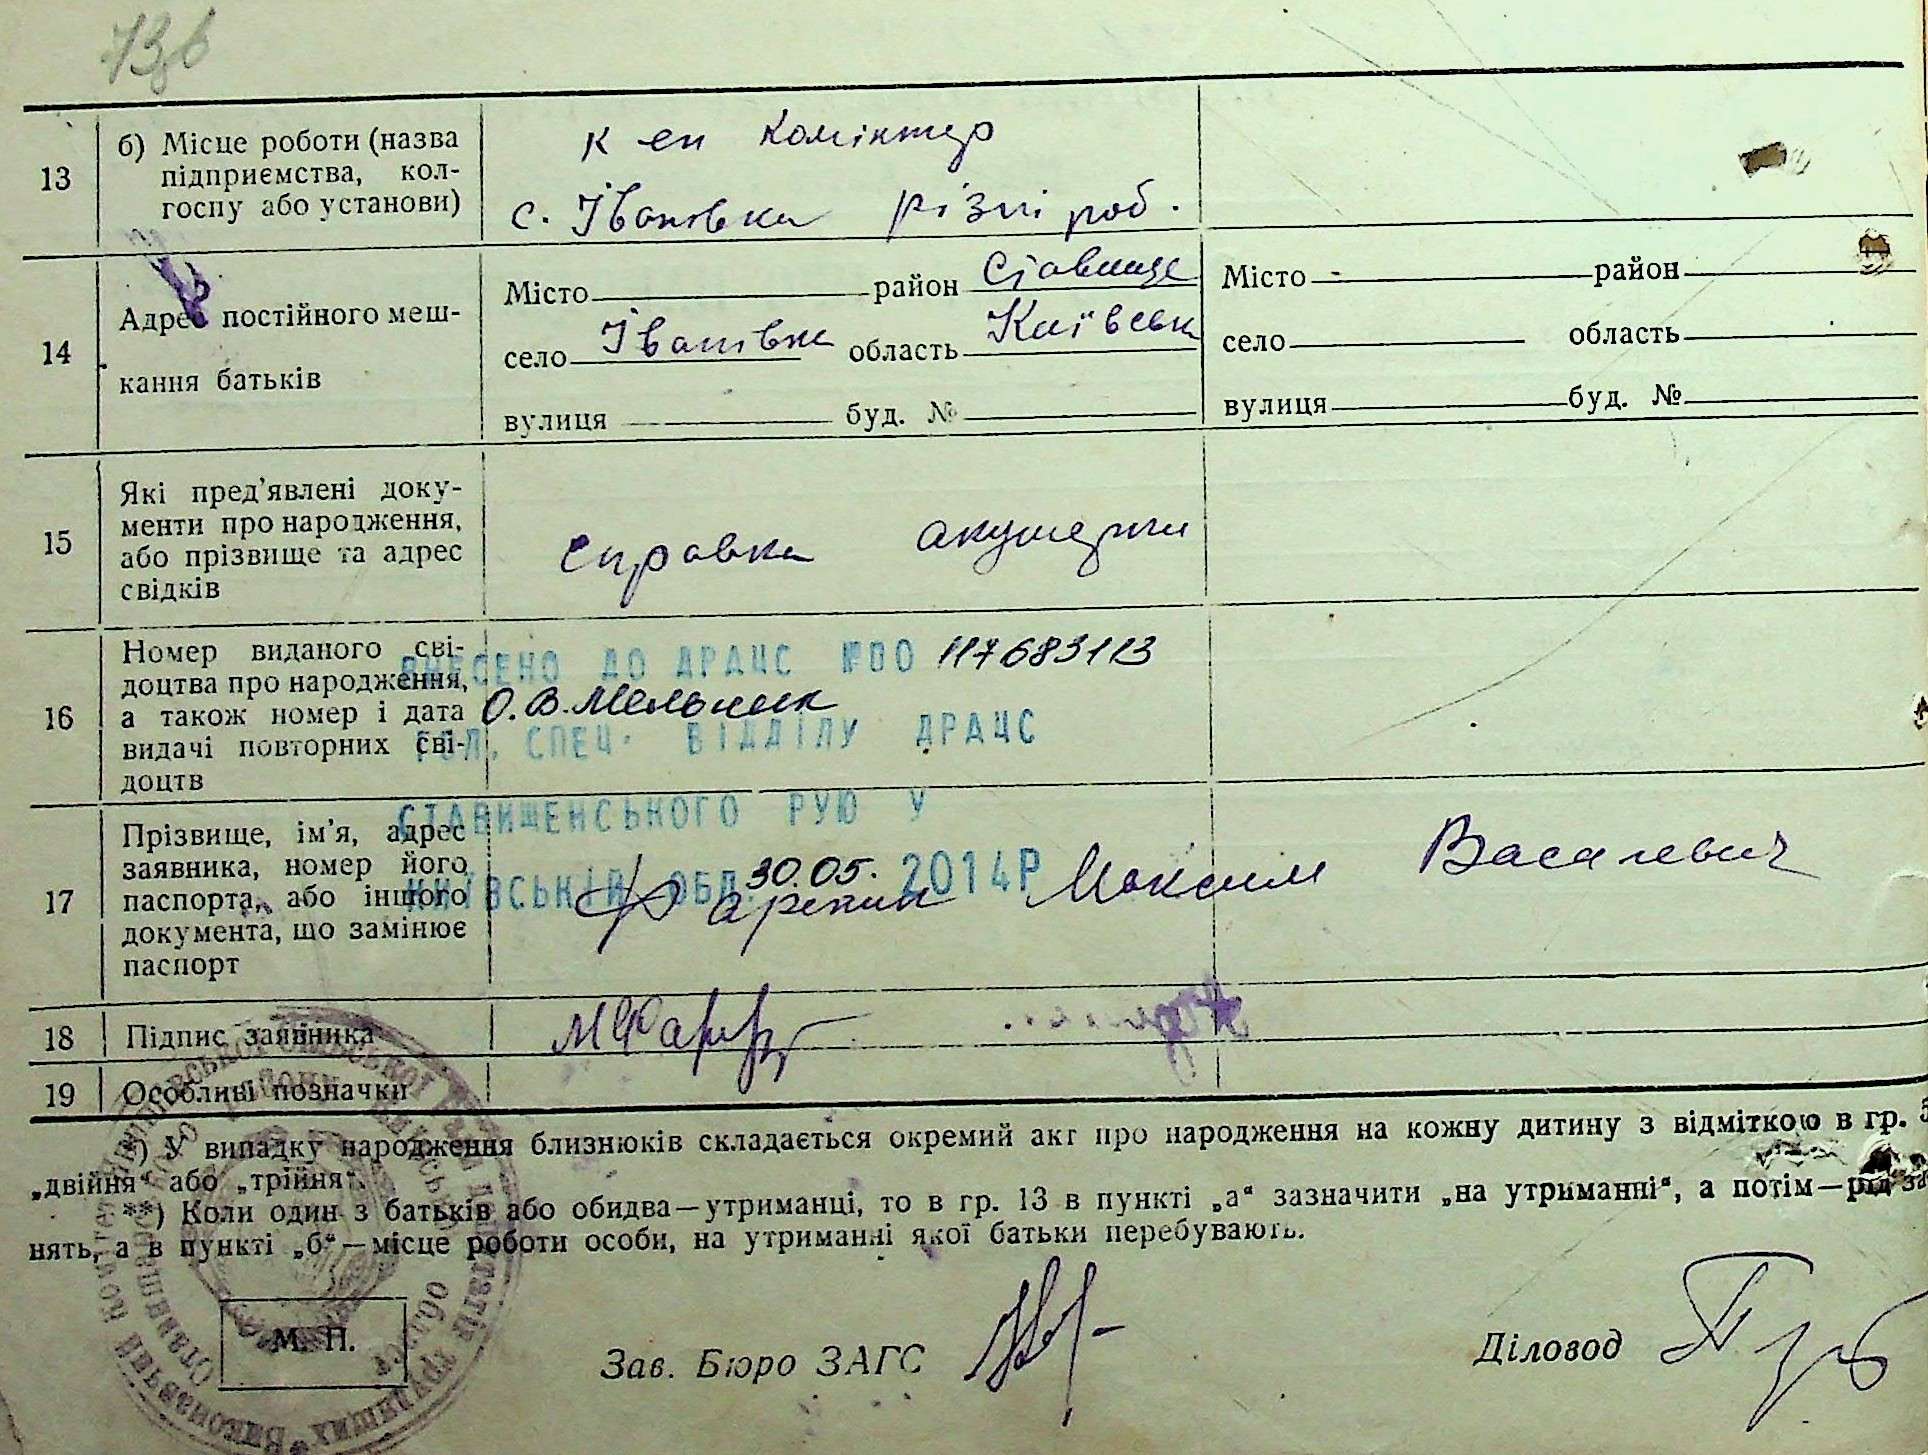 73в
13
б) Місце роботи (назва
підприємства, кол-
госпу або установи)
к ен Комінтер
с. Іванівка різні роб.
14
Адрес постійного меш-
кання батьків
Місто район Ставище
село Іванівка область Київськ
вулиця буд. №
Місто - район
село область
вулиця буд. №
15
Які пред'явлені доку-
менти про народження,
або прізвище та адрес
свідків
справка акушерки
16
Номер виданого сві-
доцтва про народження,
а також номер і дата
видачі повторних сві-
доцтв
ВНЕСЕНО ДО ДРАЦС №00 117683113
О.В.Мельник
ГОЛ. СПЕЦ. ВІДДІЛУ ДРАЦС
СТАВИЩЕНСЬКОГО РУЮ У
КИЇВСЬКІЙ ОБЛ. 30.05. 2014Р
17
Прізвище, ім'я, адрес
заявника, номер його
паспорта, або іншого
документа, що замінює
паспорт
Максим Васильевич
18
Підпис заявника
19
Особливі позначки
*) У випадку народження близнюків складається окремий акт про народження на кожну дитину з відміткою в гр. 5
„двійня“ або „трійня“.
**) Коли один з батьків або обидва—утриманці, то в гр. 13 в пункті „а“ зазначити „на утриманні“, а потім—рід за
нять, а в пункті „б“—місце роботи особи, на утриманні якої батьки перебувають.
М. П.
Зав. Бюро ЗАГС
Діловод